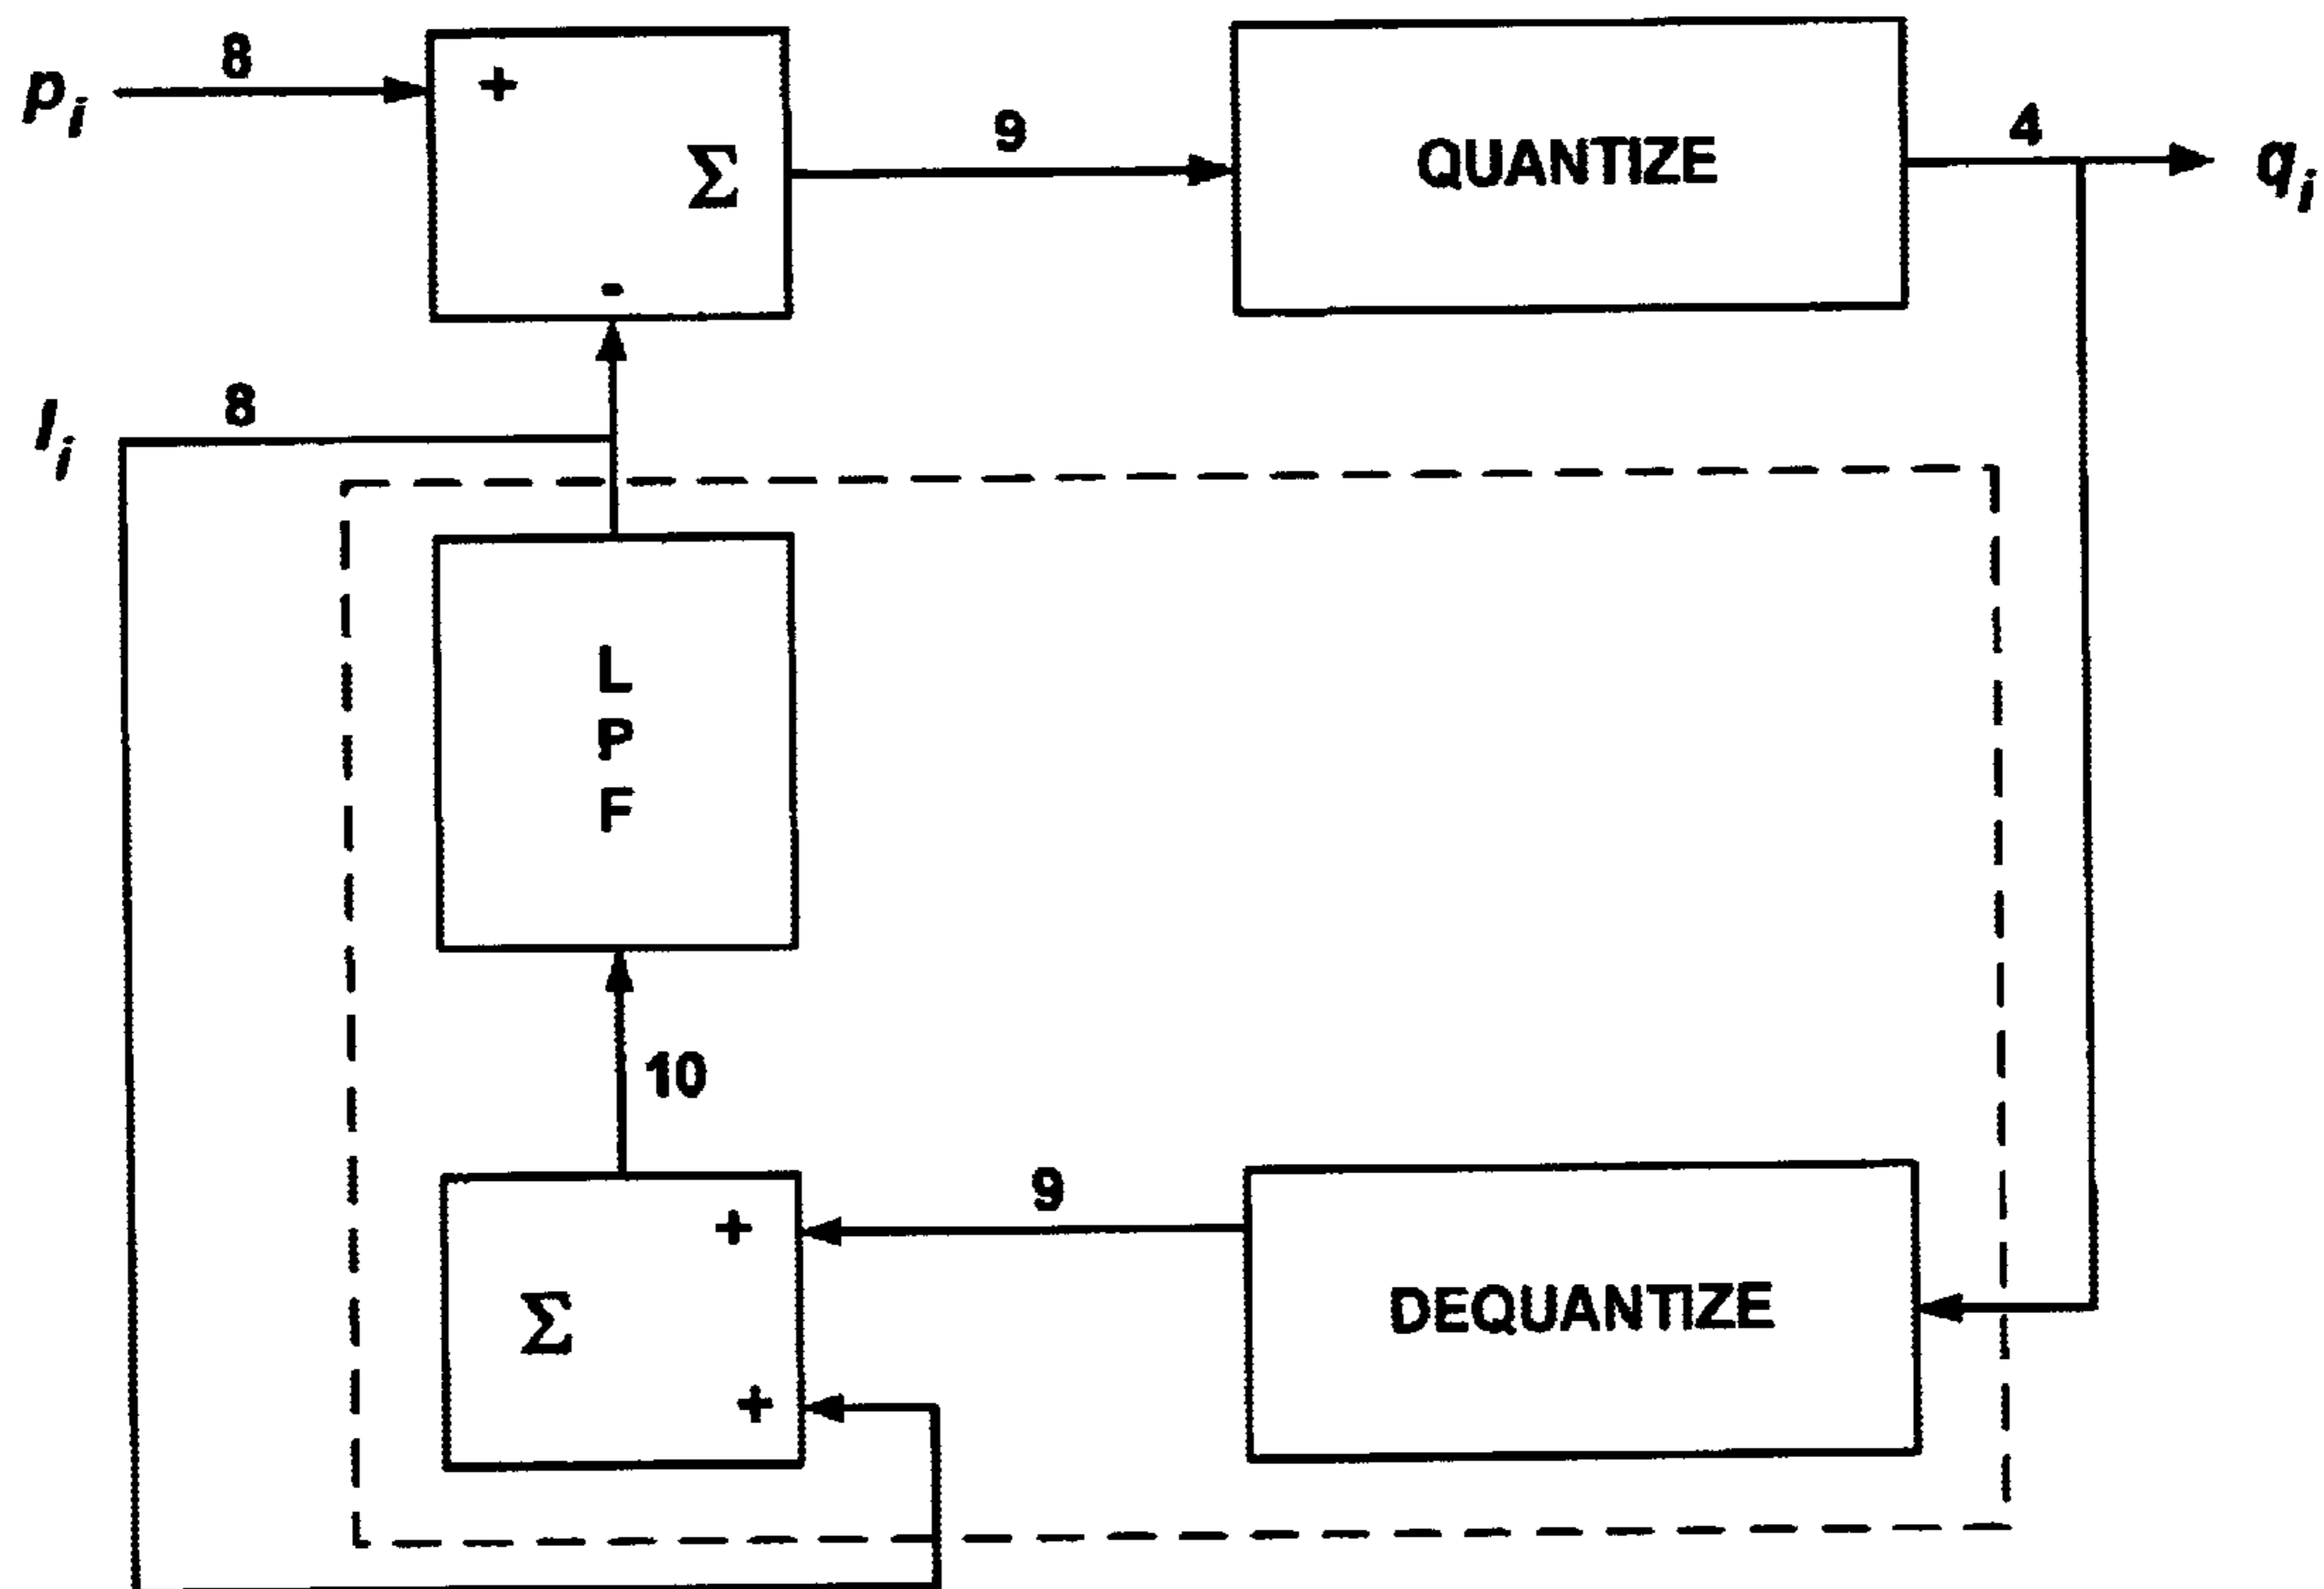 8
p_i
+
Σ
-
9
QUANTIZE
4
q_i
8
l_i
L
P
F
10
9
+
Σ
+
DEQUANTIZE